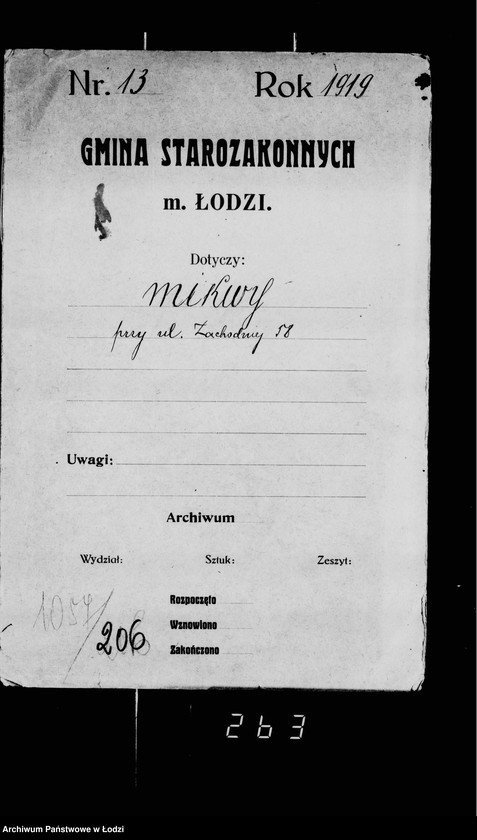 Nr. 13 Rok 1919
GMINA STAROZAKONNYCH
m. ŁODZI.
Dotyczy:
mikwy
przy ul. Zachodniej 58
Uwagi:
Archiwum
Wydział: Sztuk: Zeszyt:
Rozpoczęto
Wznowiono
1057/206
Zakończono
263
Archiwum Państwowe w Łodzi